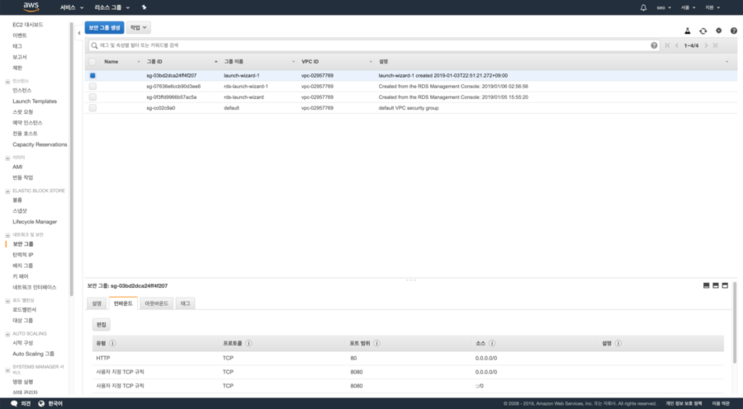 aws
서비스
리소스 그룹
seo
서울
지원
EC2 대시보드
이벤트
태그
보고서
제한
인스턴스
인스턴스
Launch Templates
스팟 요청
예약 인스턴스
전용 호스트
Capacity Reservations
이미지
AMI
번들 작업
ELASTIC BLOCK STORE
볼륨
스냅샷
Lifecycle Manager
네트워크 및 보안
보안 그룹
탄력적 IP
배치 그룹
키 페어
네트워크 인터페이스
로드 밸런싱
로드밸런서
대상 그룹
AUTO SCALING
시작 구성
Auto Scaling 그룹
SYSTEMS MANAGER 서비스
명령 실행
보안 그룹 생성
작업
태그 및 속성별 필터 또는 키워드별 검색
1~4/4
Name 그룹 ID 그룹 이름 VPC ID 설명
sg-03bd2dca24ff4f207 launch-wizard-1 vpc-02957769 launch-wizard-1 created 2019-01-03T22:51:21.272+09:00
rds-launch-wizard-1 vpc-02957769 Created from the RDS Management Console: 2019/01/06 02:56:56
rds-launch-wizard vpc-02957769 Created from the RDS Management Console: 2019/01/05 15:55:20
sg-cc02c8a0 default vpc-02957769 default VPC security group
보안 그룹: sg-03bd2dca24ff4f207
설명
인바운드
아웃바운드
태그
편집
유형 프로토콜 포트 범위 소스 설명
HTTP TCP 80 0.0.0.0/0
사용자 지정 TCP 규칙 TCP 8080 0.0.0.0/0
사용자 지정 TCP 규칙 TCP 8080 ::/0
의견
한국어
© 2008 - 2019, Amazon Web Services, Inc. 또는 계열사. All rights reserved.
개인 정보 보호 정책
이용 약관